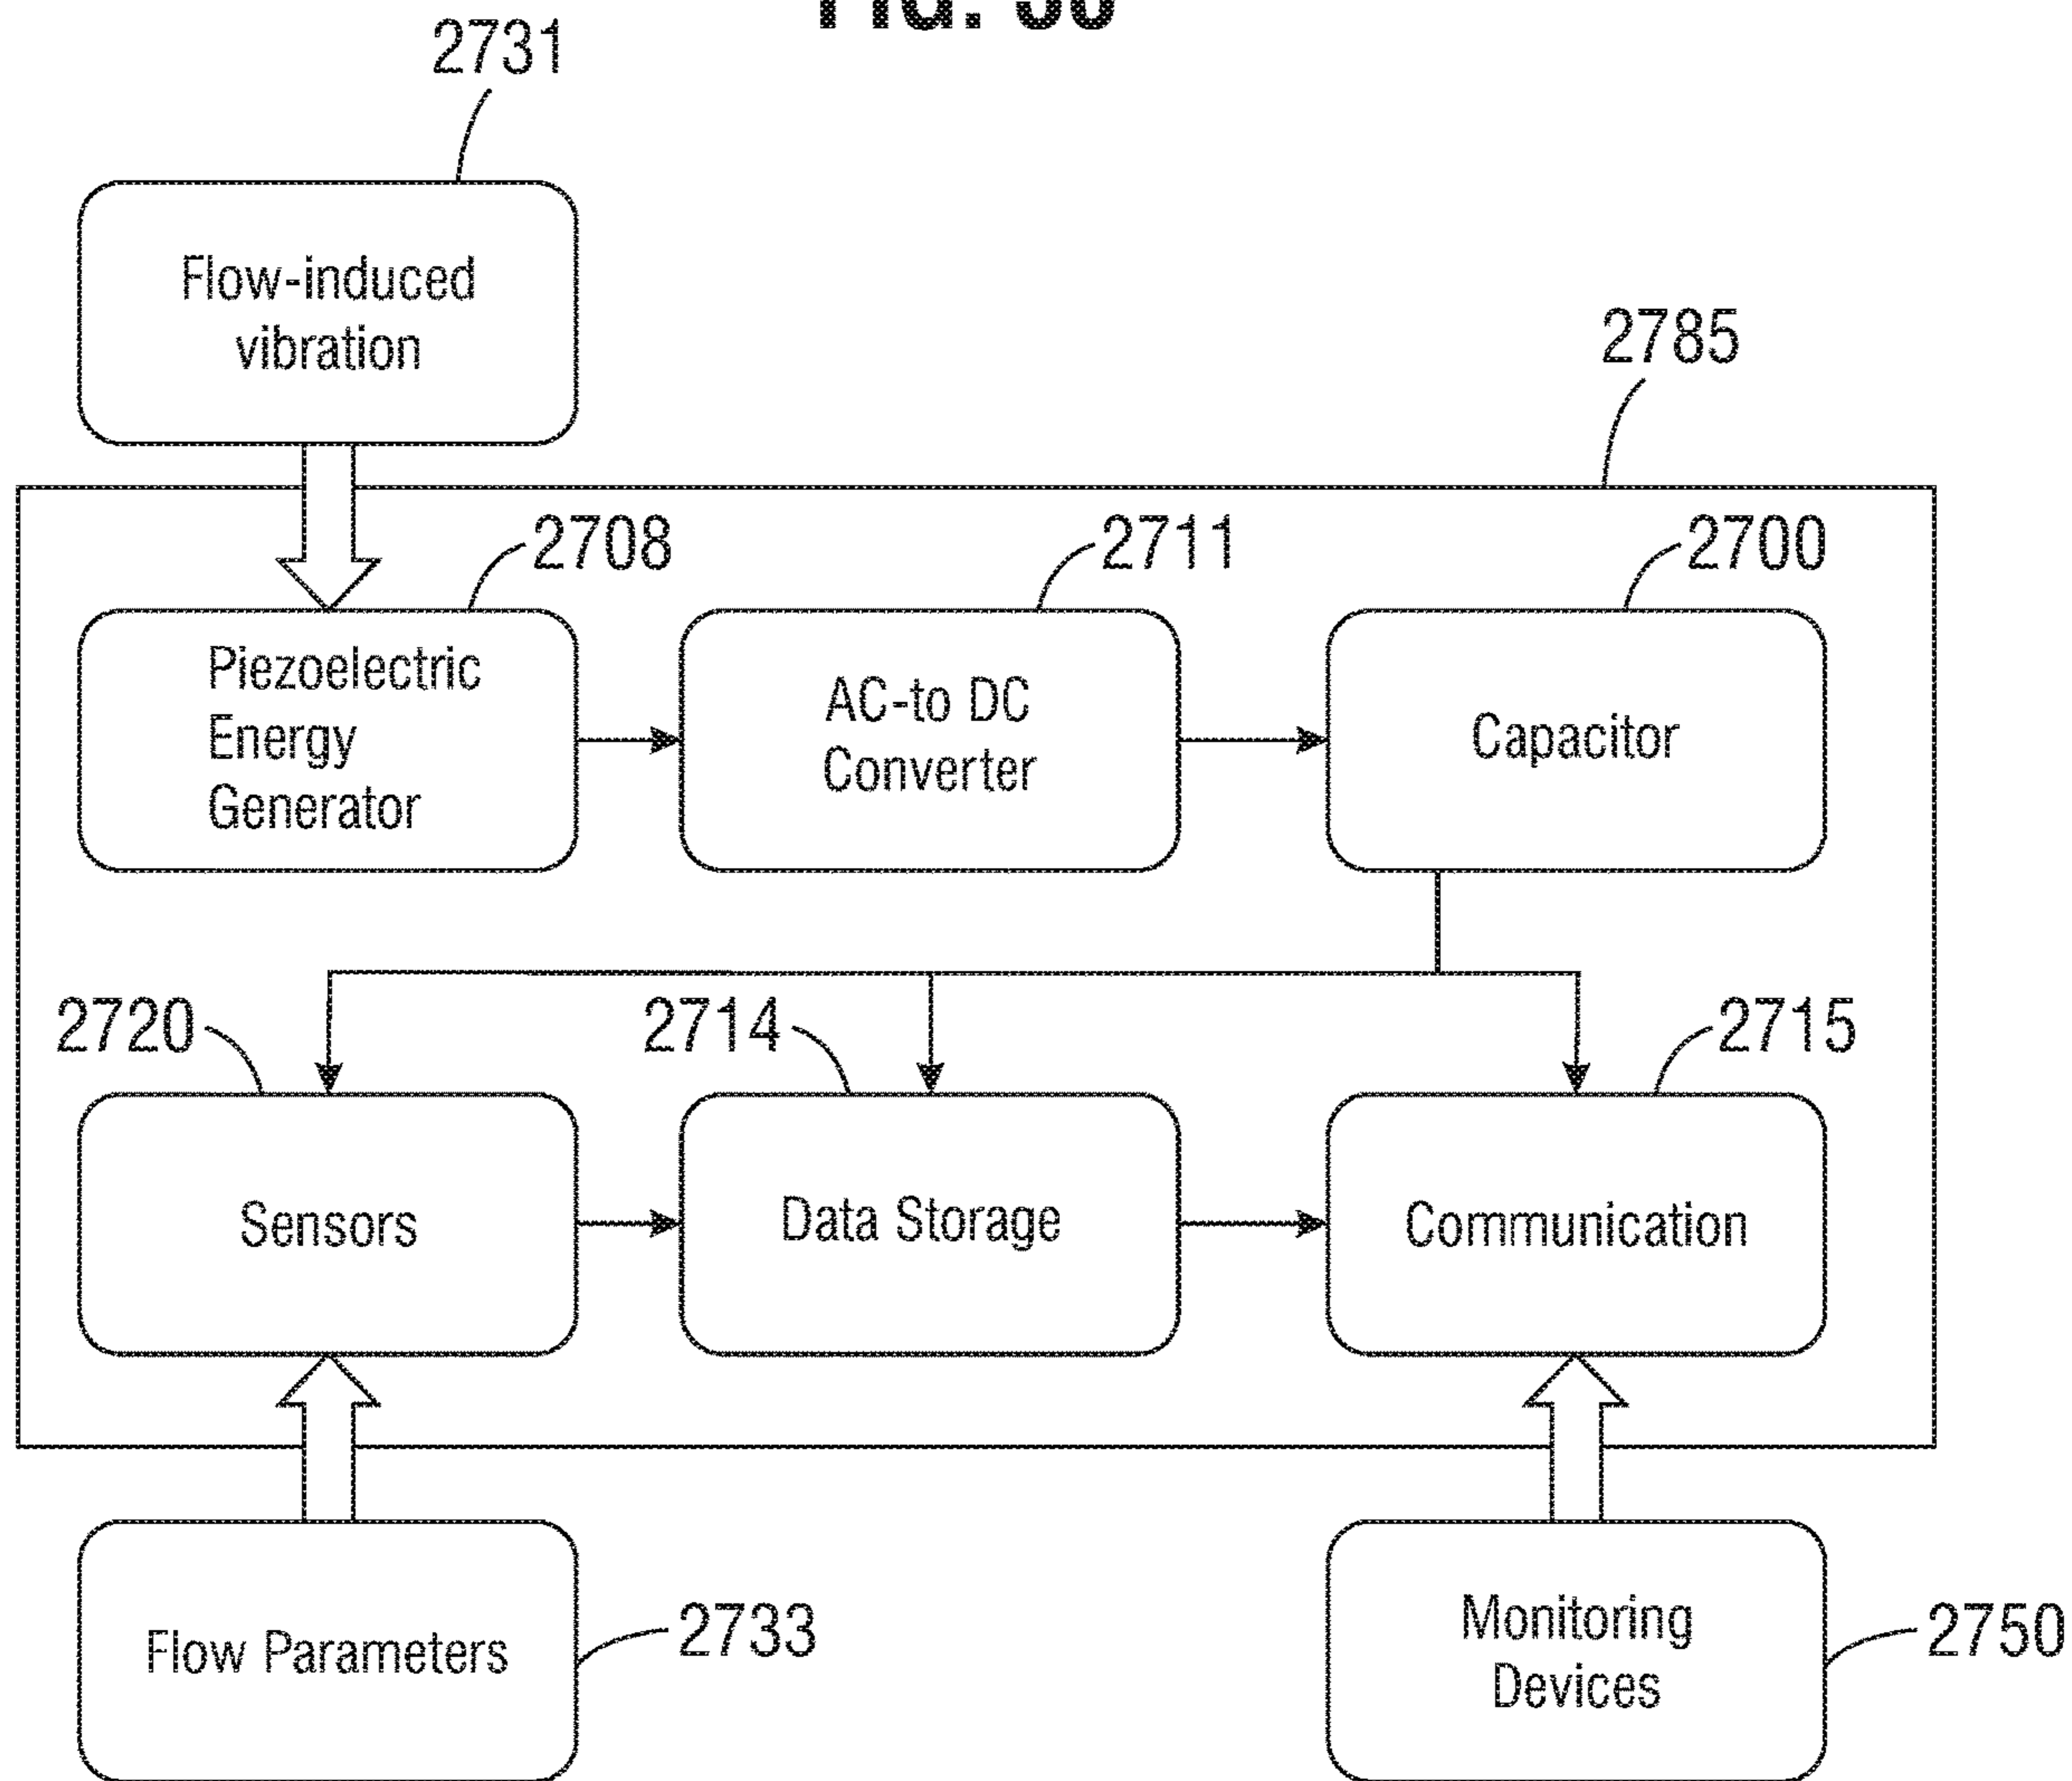 2731
Flow-induced
vibration
2785
2708
2711
2700
Piezoelectric
Energy
Generator
AC-to DC
Converter
Capacitor
2720
2714
2715
Sensors
Data Storage
Communication
Flow Parameters
2733
Monitoring
Devices
2750